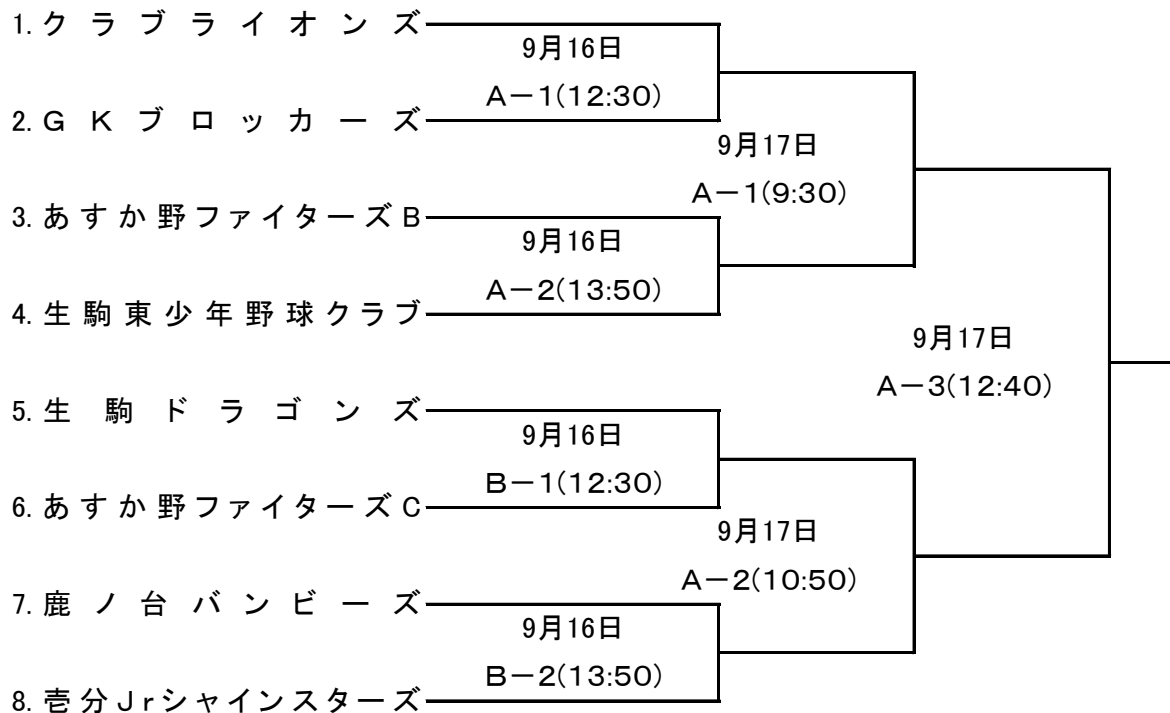 1. クラブライオンズ
9月16日
A－1(12:30)
2. GKブロッカーズ
9月17日
A－1(9:30)
3. あすか野ファイターズB
9月16日
A－2(13:50)
4. 生駒東少年野球クラブ
9月17日
A－3(12:40)
5. 生駒ドラゴンズ
9月16日
B－1(12:30)
6. あすか野ファイターズC
9月17日
A－2(10:50)
7. 鹿ノ台バンビーズ
9月16日
B－2(13:50)
8. 壱分Jrシャインスターズ